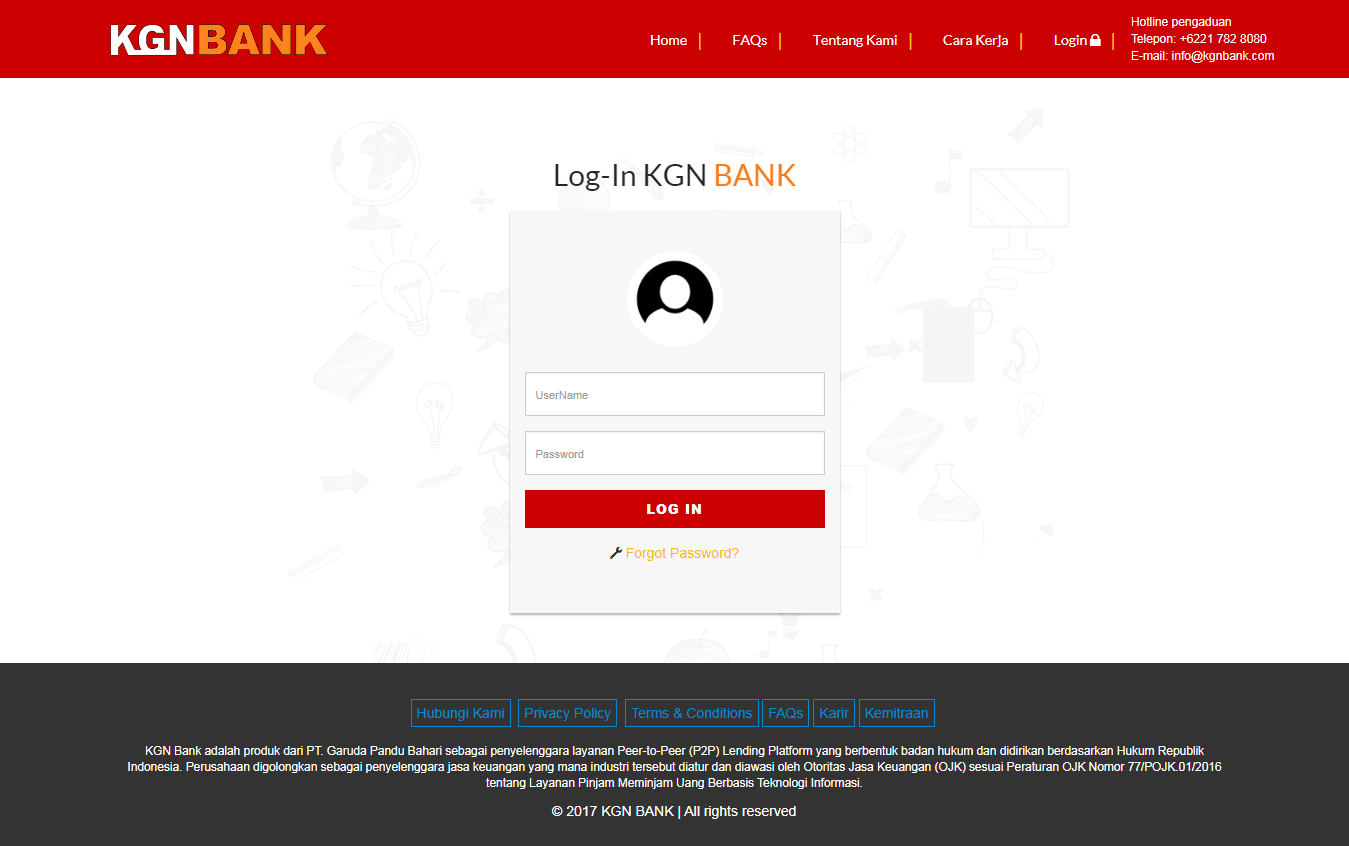 KGNBANK
Home | FAQs | Tentang Kami | Cara Kerja | Login |
Hotline pengaduan
Telepon: +6221 782 8080
E-mail: info@kgnbank.com
Log-In KGN BANK
UserName
Password
LOG IN
Forgot Password?
Hubungi Kami Privacy Policy Terms & Conditions FAQs Karir Kemitraan
KGN Bank adalah produk dari PT. Garuda Pandu Bahari sebagai penyelenggara layanan Peer-to-Peer (P2P) Lending Platform yang berbentuk badan hukum dan didirikan berdasarkan Hukum Republik
Indonesia. Perusahaan digolongkan sebagai penyelenggara jasa keuangan yang mana industri tersebut diatur dan diawasi oleh Otoritas Jasa Keuangan (OJK) sesuai Peraturan OJK Nomor 77/POJK.01/2016
tentang Layanan Pinjam Meminjam Uang Berbasis Teknologi Informasi.
© 2017 KGN BANK | All rights reserved